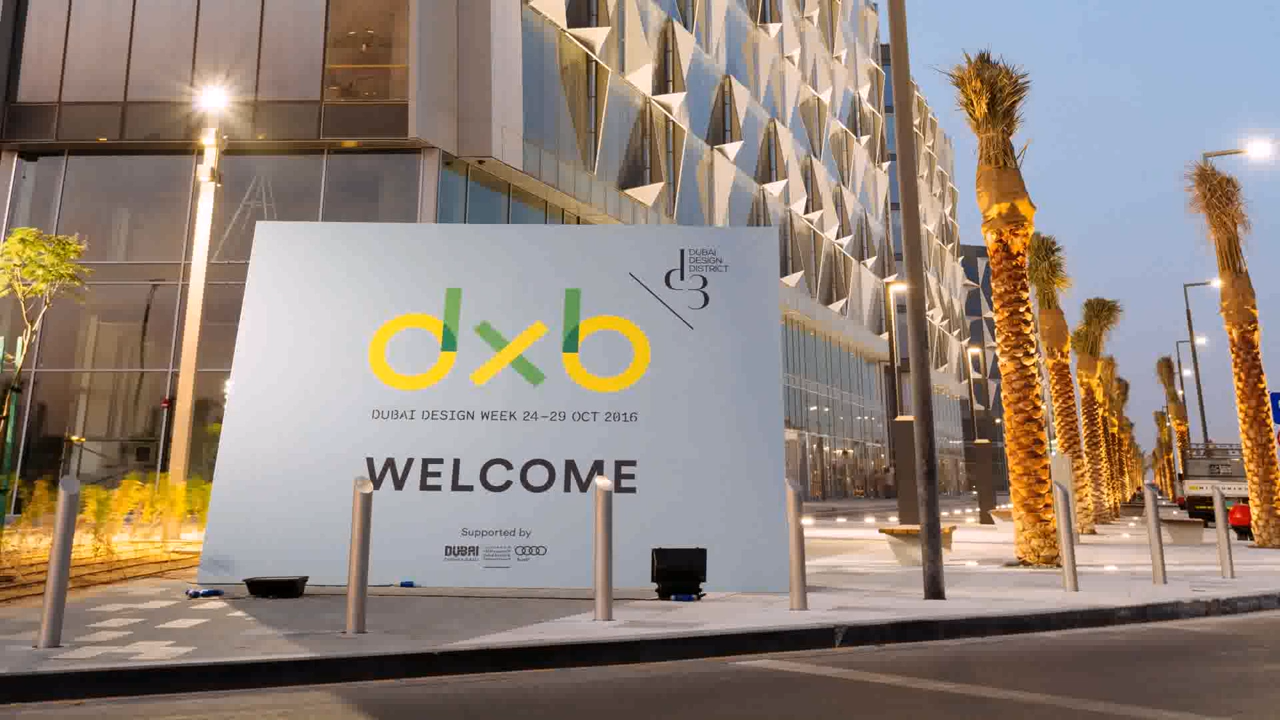 DUBAI
DESIGN
DISTRICT
d3
dxb
DUBAI DESIGN WEEK 24–29 OCT 2016
WELCOME
Supported by
DUBAI